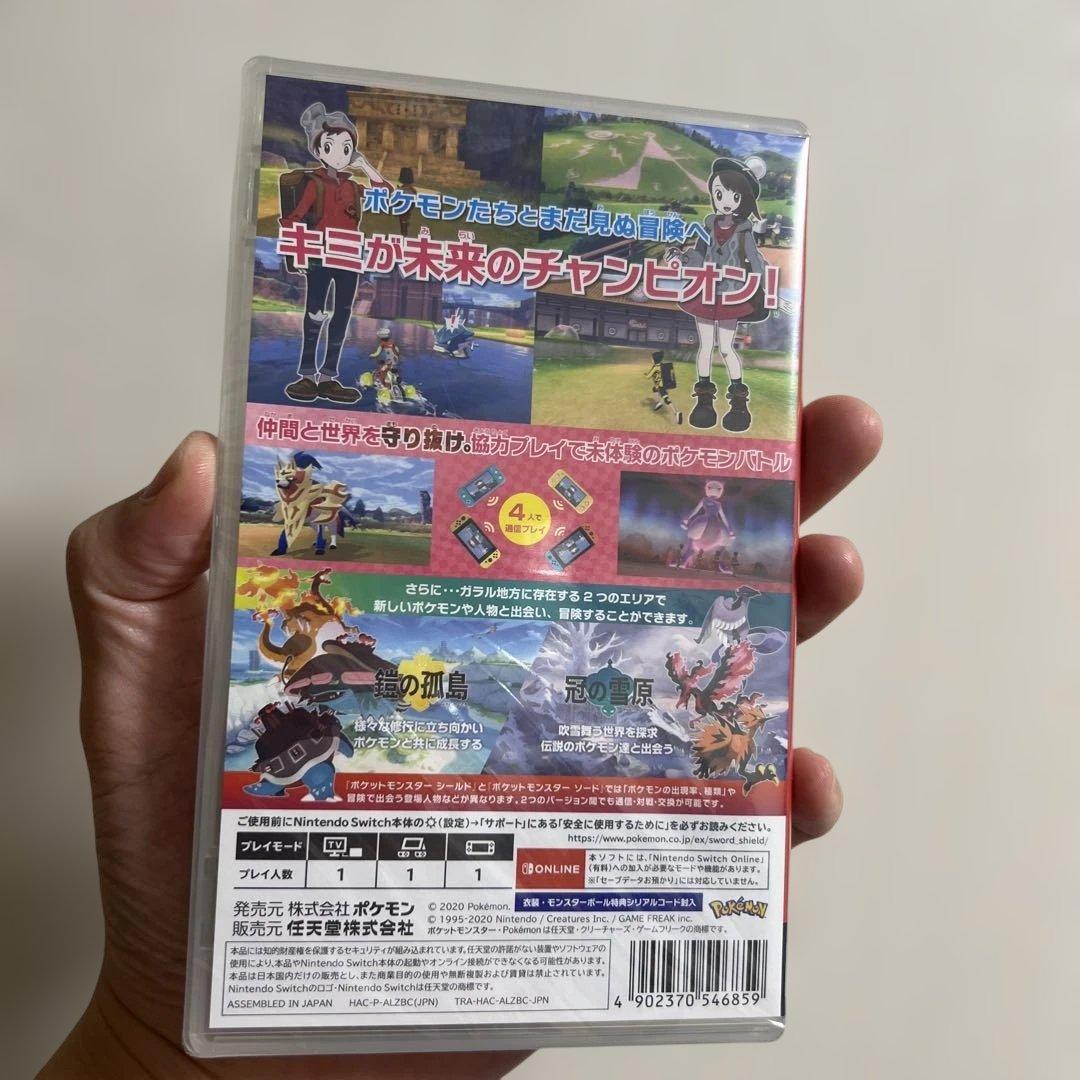 ポケモンたちとまだ見ぬ冒険へ
キミが未来のチャンピオン!
仲間と世界を守り抜け。協力プレイで未体験のポケモンバトル
4人で
通信プレイ
さらに・・・ガラル地方に存在する2つのエリアで
新しいポケモンや人物と出会い、冒険することができます。
鎧の孤島
様々な修行に立ち向かい
ポケモンと共に成長する
冠の雪原
吹雪舞う世界を探求
伝説のポケモン達と出会う
『ポケットモンスター シールド』と『ポケットモンスター ソード』では「ポケモンの出現率、種類」や
冒険で出会う登場人物などが異なります。2つのバージョン間でも通信・対戦・交換が可能です。
ご使用前にNintendo Switch本体の(設定)→「サポート」にある「安全に使用するために」を必ずお読みください。
https://www.pokemon.co.jp/ex/sword_shield/
プレイモード TV
プレイ人数 1 1 1
ONLINE
本ソフトには、「Nintendo Switch Online」
(有料)への加入が必要なモードや機能があります。
※「セーブデータお預かり」には対応していません。
発売元 株式会社ポケモン
販売元 任天堂株式会社
© 2020 Pokémon.
衣装・モンスターボール特典シリアルコード封入
© 1995-2020 Nintendo / Creatures Inc. / GAME FREAK inc.
ポケットモンスター・Pokémonは任天堂・クリーチャーズ・ゲームフリークの商標です。
POKÉMON
本品には知的財産権を保護するセキュリティが組み込まれています。任天堂の許諾がない装置やソフトウェアの
使用により、本品やNintendo Switch本体の起動やオンライン接続ができなくなる可能性があります。
本品は日本国内だけの販売とし、また商業目的の使用や無断複製および賃貸は禁止されています。
Nintendo Switchのロゴ・Nintendo Switchは任天堂の商標です。
ASSEMBLED IN JAPAN HAC-P-ALZBC(JPN) TRA-HAC-ALZBC-JPN
4 902370 546859